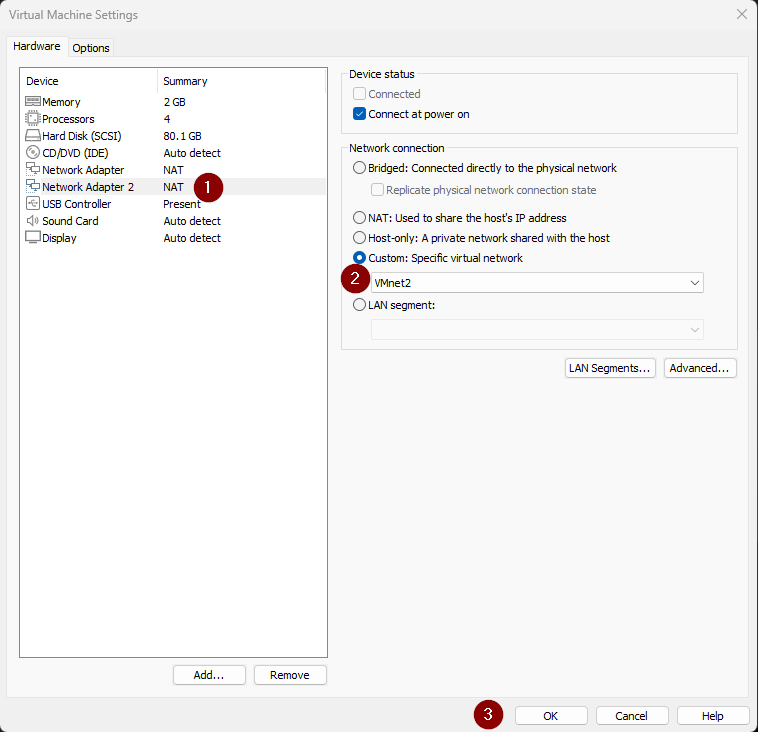 Virtual Machine Settings
Hardware Options
Device Summary
Memory 2 GB
Processors 4
Hard Disk (SCSI) 80.1 GB
CD/DVD (IDE) Auto detect
Network Adapter NAT
Network Adapter 2 NAT 1
USB Controller Present
Sound Card Auto detect
Display Auto detect
Add... Remove
Device status
Connected
Connect at power on
Network connection
Bridged: Connected directly to the physical network
Replicate physical network connection state
NAT: Used to share the host's IP address
Host-only: A private network shared with the host
Custom: Specific virtual network
2 VMnet2
LAN segment:
LAN Segments... Advanced...
3 OK Cancel Help